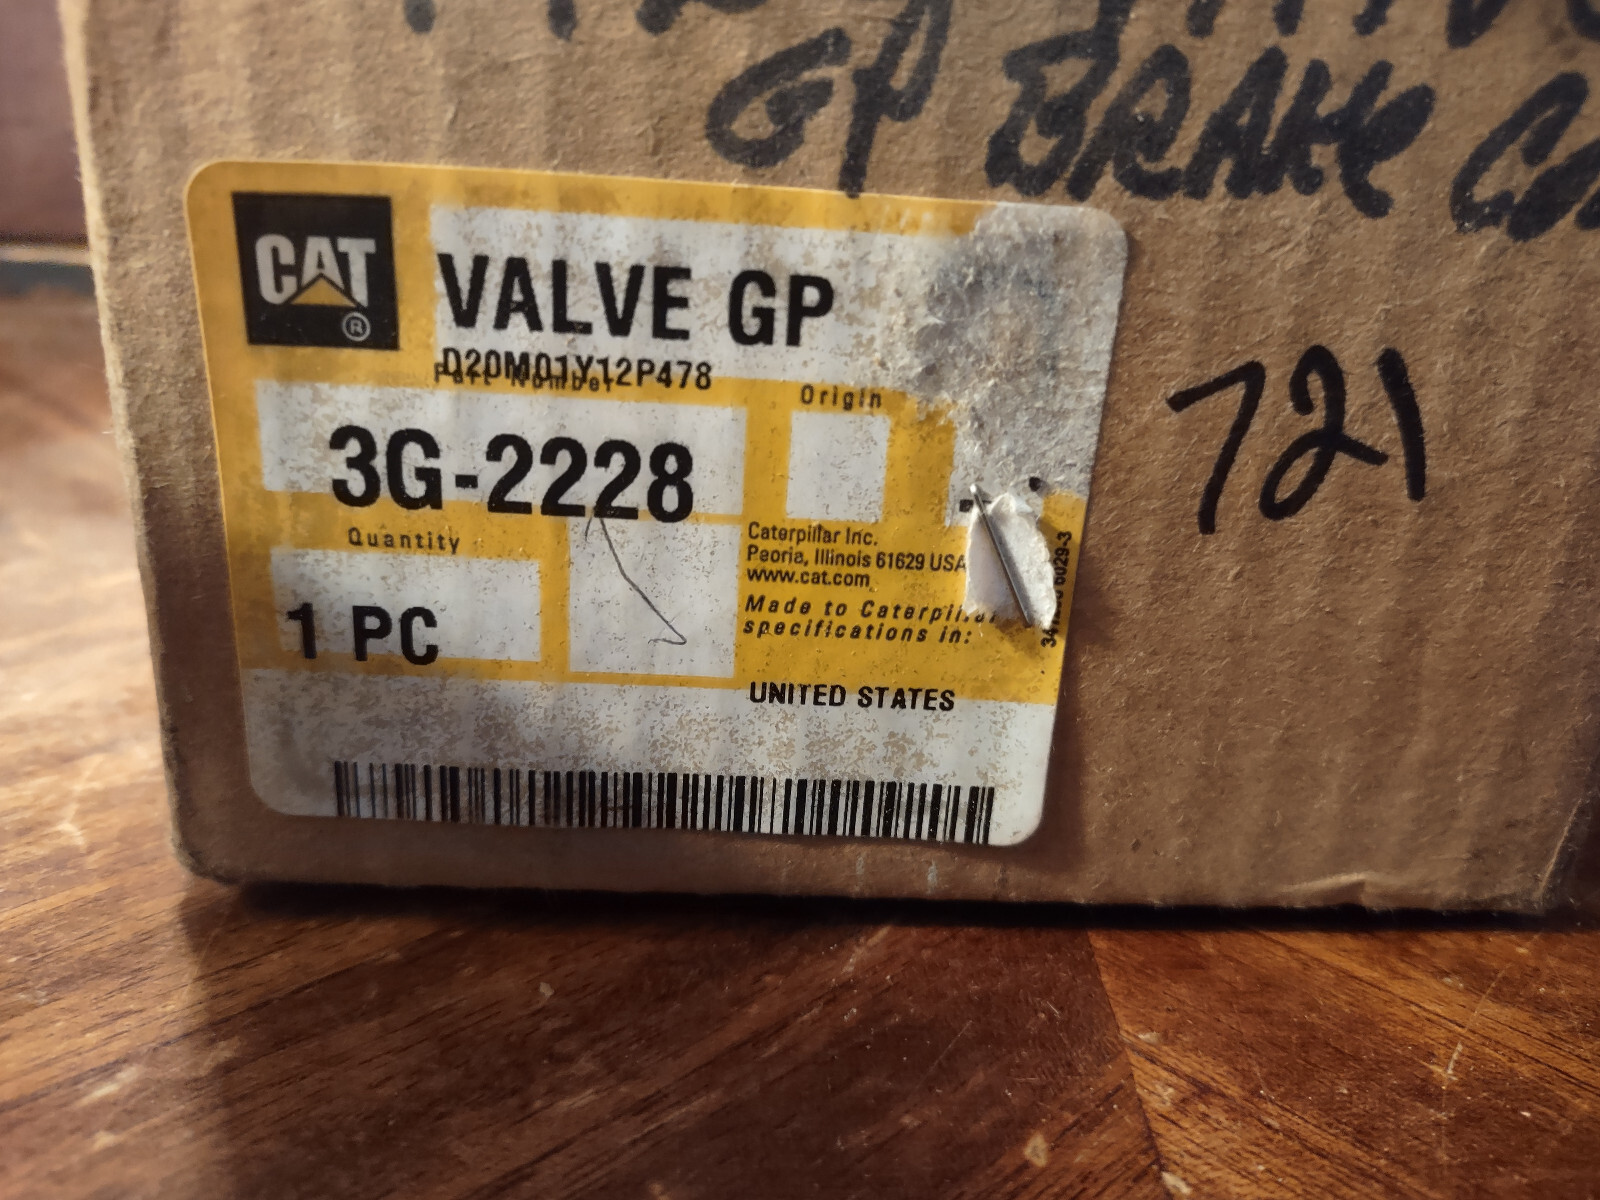 GP BRAKE
CAT
®
VALVE GP
D20M01Y12P478
Part Number
Origin
3G-2228
721
Quantity
1 PC
Caterpillar Inc.
Peoria, Illinois 61629 USA
www.cat.com
Made to Caterpillar
specifications in:
UNITED STATES